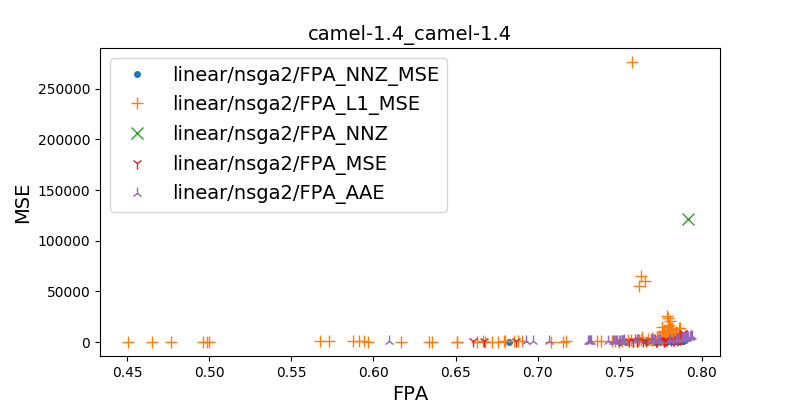 camel-1.4_camel-1.4
linear/nsga2/FPA_NNZ_MSE
linear/nsga2/FPA_L1_MSE
linear/nsga2/FPA_NNZ
linear/nsga2/FPA_MSE
linear/nsga2/FPA_AAE
MSE
250000
200000
150000
100000
50000
0
0.45 0.50 0.55 0.60 0.65 0.70 0.75 0.80
FPA